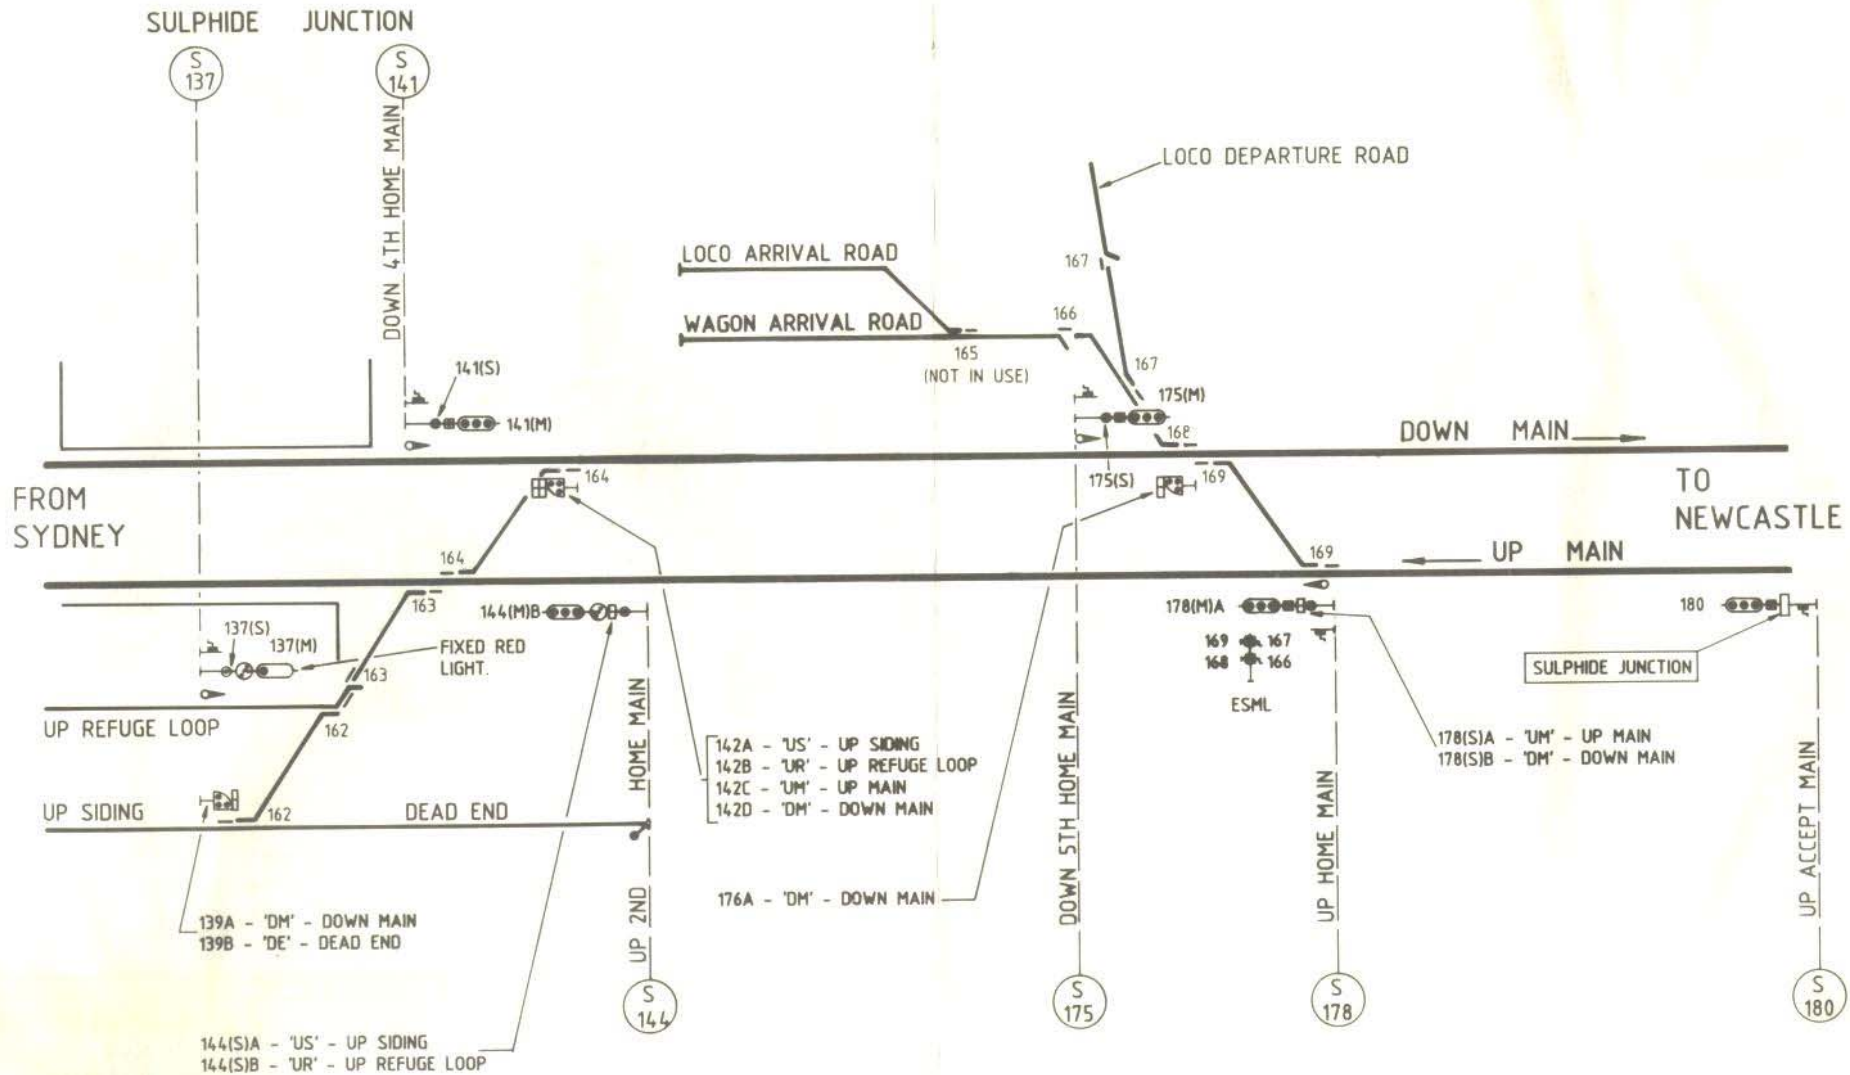 SULPHIDE JUNCTION
S
137
S
141
DOWN 4TH HOME MAIN
LOCO DEPARTURE ROAD
LOCO ARRIVAL ROAD
167
WAGON ARRIVAL ROAD
166
165
(NOT IN USE)
167
141(S)
141(M)
175(M)
168
DOWN MAIN
164
175(S)
169
FROM
SYDNEY
TO
NEWCASTLE
164
169
UP MAIN
163
144(M)B
178(M)A
180
137(S)
137(M)
FIXED RED
LIGHT.
169
167
168
166
ESML
SULPHIDE JUNCTION
163
UP REFUGE LOOP
162
142A - 'US' - UP SIDING
142B - 'UR' - UP REFUGE LOOP
142C - 'UM' - UP MAIN
142D - 'DM' - DOWN MAIN
178(S)A - 'UM' - UP MAIN
178(S)B - 'DM' - DOWN MAIN
UP SIDING
162
DEAD END
UP 2ND HOME MAIN
DOWN 5TH HOME MAIN
UP HOME MAIN
UP ACCEPT MAIN
176A - 'DM' - DOWN MAIN
139A - 'DM' - DOWN MAIN
139B - 'DE' - DEAD END
S
144
S
175
S
178
S
180
144(S)A - 'US' - UP SIDING
144(S)B - 'UR' - UP REFUGE LOOP